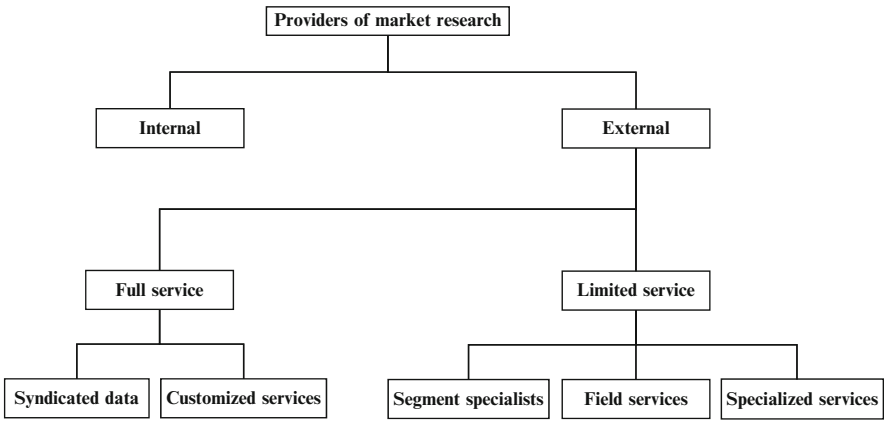 Providers of market research
Internal
External
Full service
Limited service
Syndicated data
Customized services
Segment specialists
Field services
Specialized services